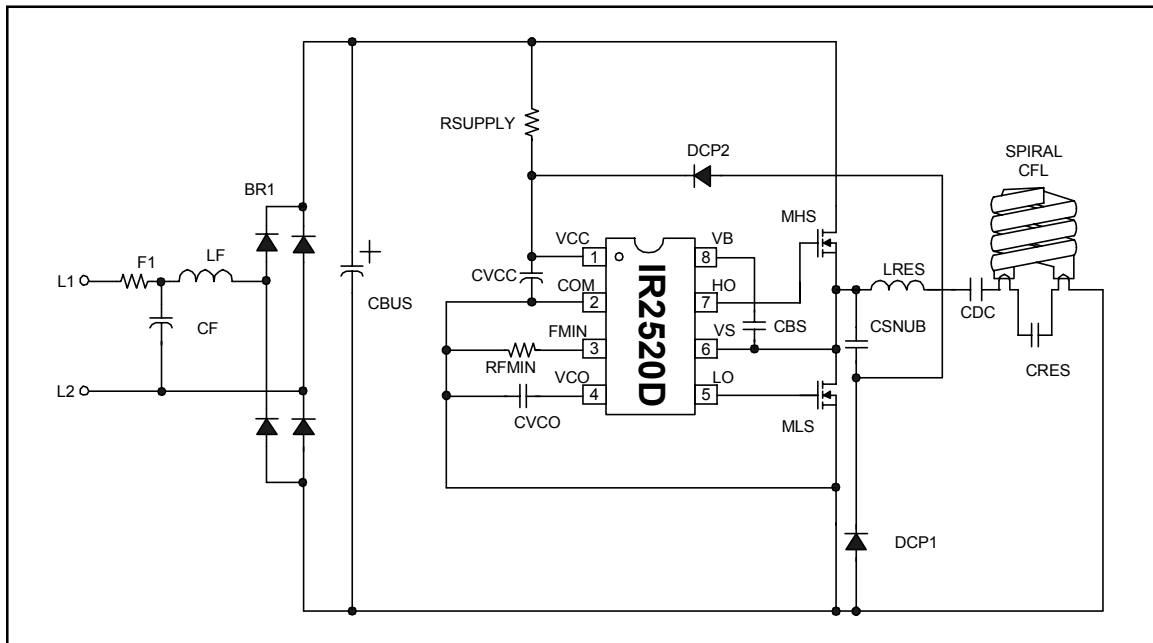 RSUPPLY
DCP2
SPIRAL
CFL
BR1
MHS
F1
LF
VCC
VB
LRES
L1
1
8
CVCC
COM
HO
CBUS
2
7
CDC
CF
IR2520D
FMIN
VS
CBS
CSNUB
3
6
RFMIN
CRES
L2
VCO
LO
4
5
CVCO
MLS
DCP1